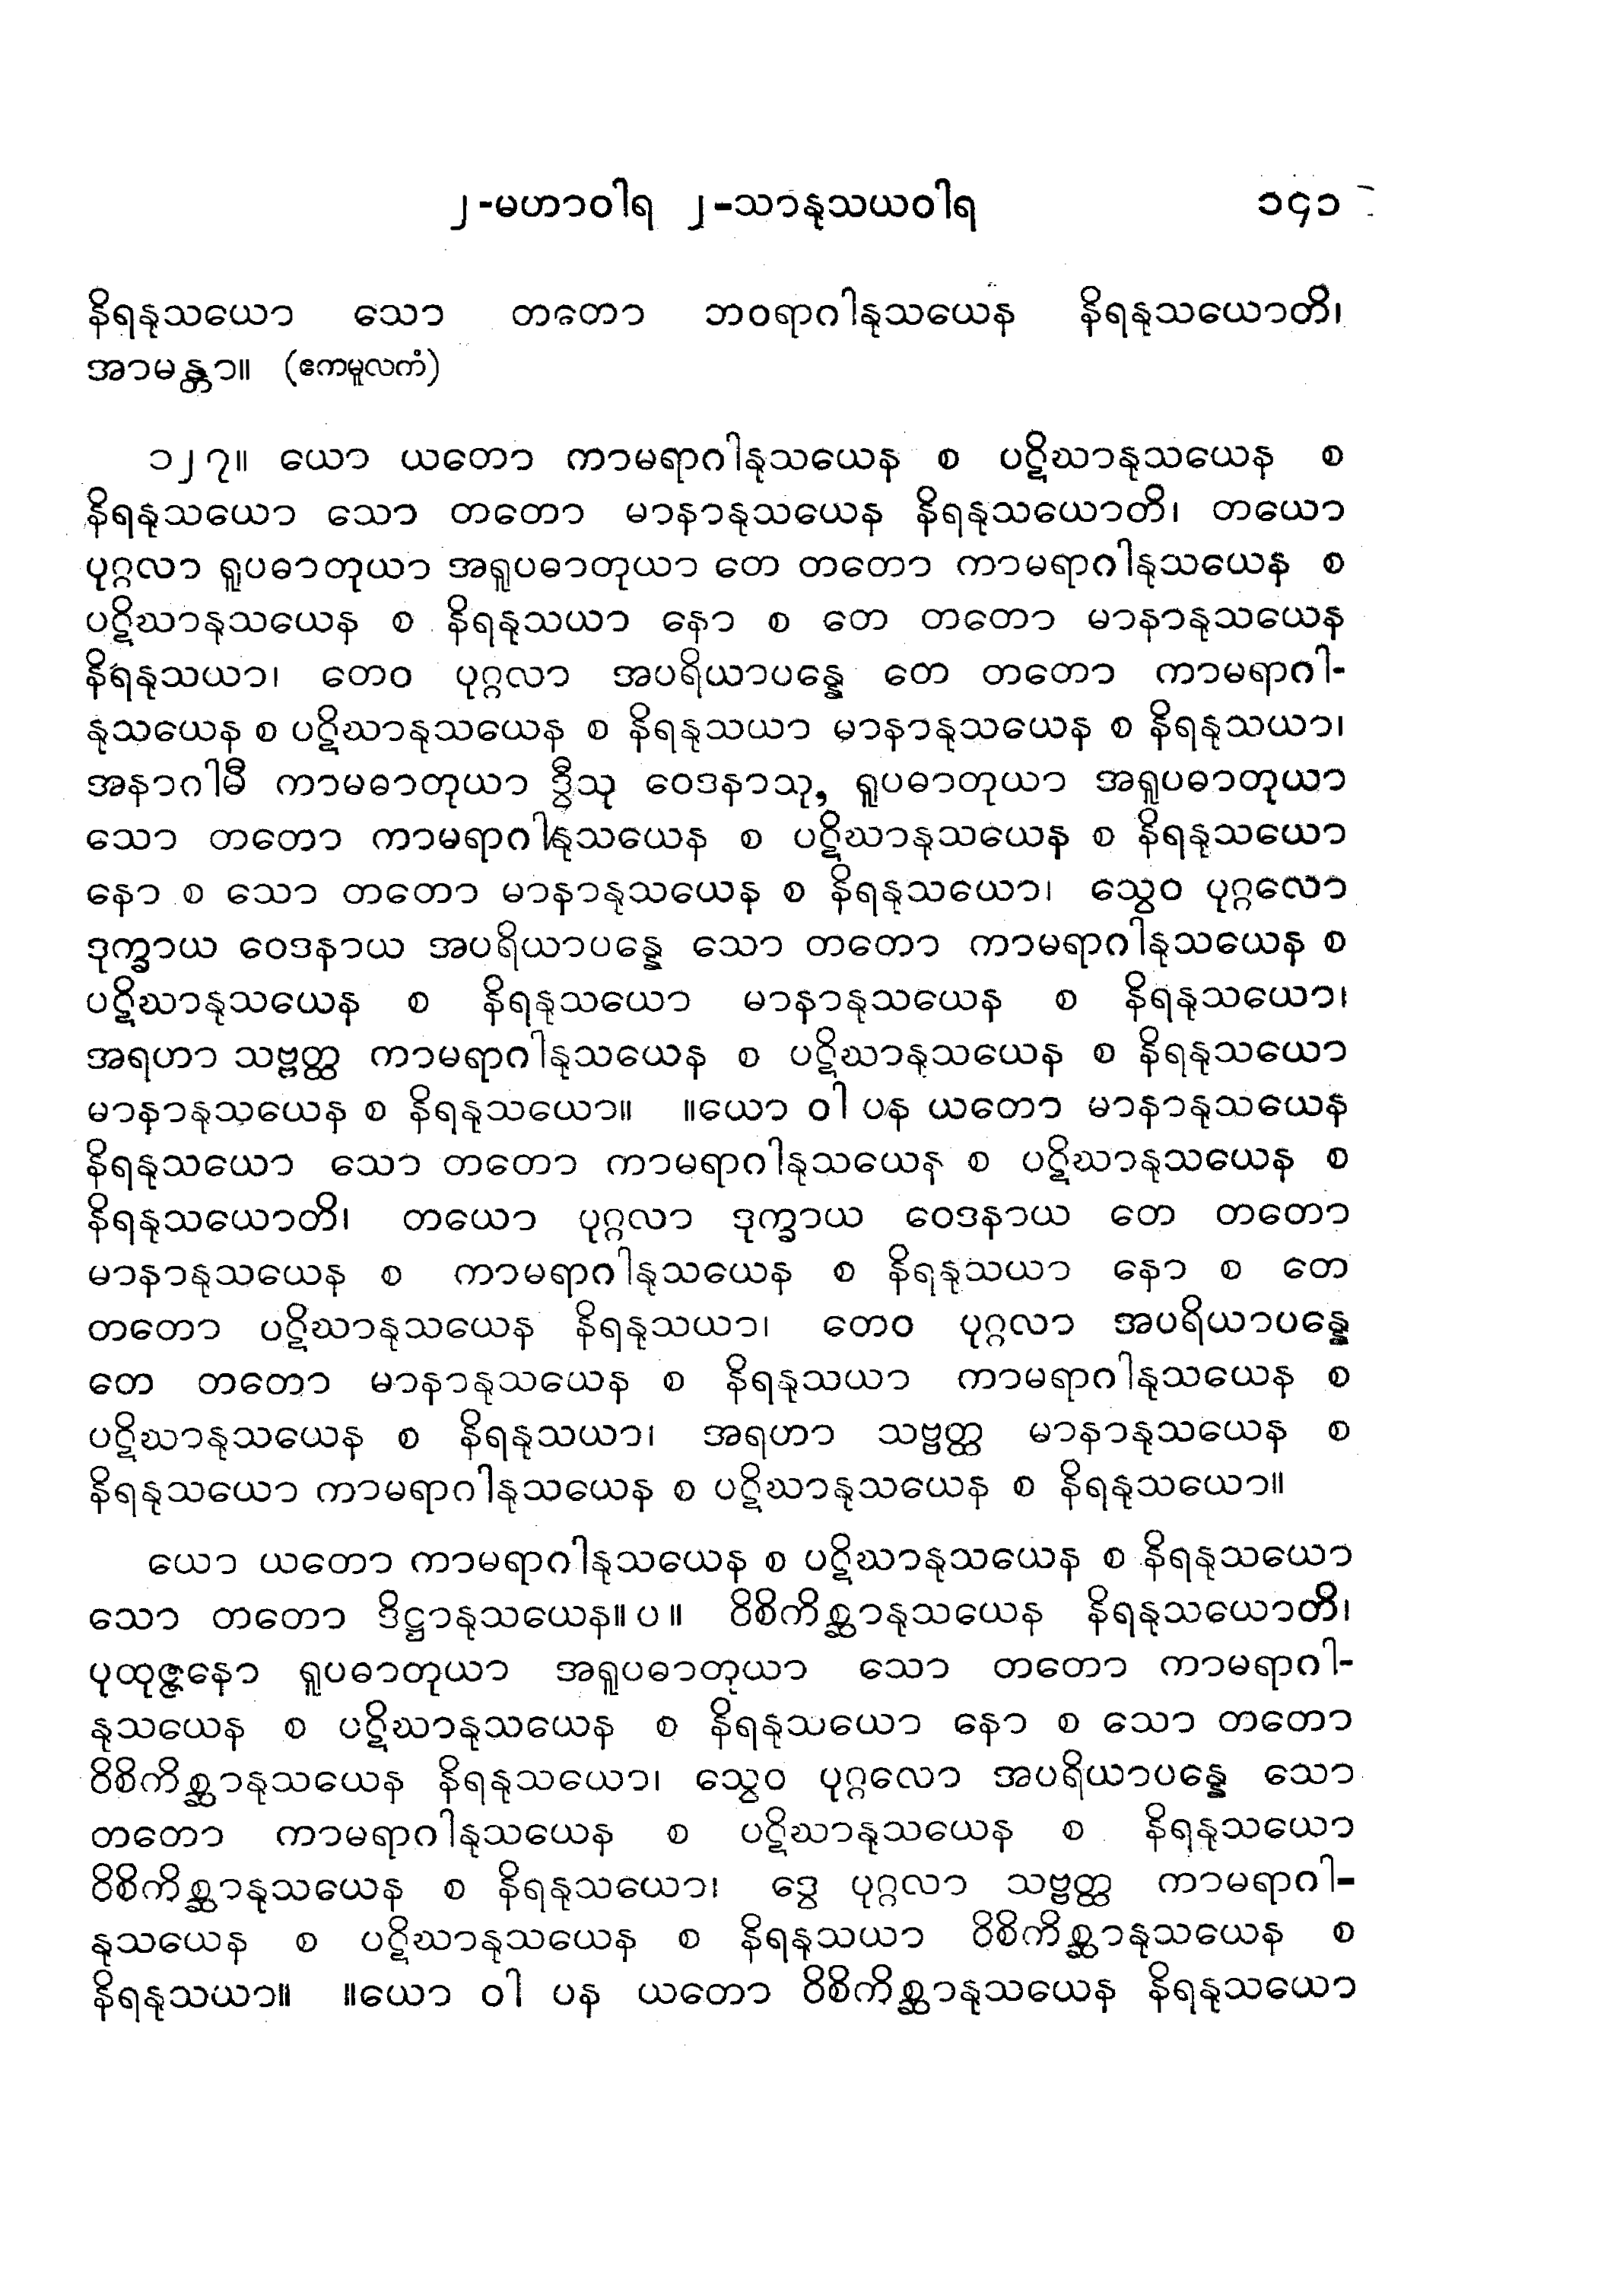 ၂-မဟာဝါရ ၂-သာနုသယဝါရ ၁၄၁
နိရနုသယော သော တတော ဘဝရာဂါနုသယေန နိရနုသယောတိ၊
အာမန္တာ။ (ဧကမူလကံ)
၁၂၇။ ယော ယတော ကာမရာဂါနုသယေန စ ပဋိဃာနုသယေန စ
နိရနုသယော သော တတော မာနာနုသယေန နိရနုသယောတိ၊ တယော
ပုဂ္ဂလာ ရူပဓာတုယာ အရူပဓာတုယာ တေ တတော ကာမရာဂါနုသယေန စ
ပဋိဃာနုသယေန စ နိရနုသယာ နော စ တေ တတော မာနာနုသယေန
နိရနုသယာ၊ တေဝ ပုဂ္ဂလာ အပရိယာပန္နေ တေ တတော ကာမရာဂါ-
နုသယေန စ ပဋိဃာနုသယေန စ နိရနုသယာ မာနာနုသယေန စ နိရနုသယာ၊
အနာဂါမီ ကာမဓာတုယာ ဒွီသု ဝေဒနာသု, ရူပဓာတုယာ အရူပဓာတုယာ
သော တတော ကာမရာဂါနုသယေန စ ပဋိဃာနုသယေန စ နိရနုသယော
နော စ သော တတော မာနာနုသယေန စ နိရနုသယော၊ သွေဝ ပုဂ္ဂလော
ဒုက္ခာယ ဝေဒနာယ အပရိယာပန္နေ သော တတော ကာမရာဂါနုသယေန စ
ပဋိဃာနုသယေန စ နိရနုသယော မာနာနုသယေန စ နိရနုသယော၊
အရဟာ သဗ္ဗတ္ထ ကာမရာဂါနုသယေန စ ပဋိဃာနုသယေန စ နိရနုသယော
မာနာနုသယေန စ နိရနုသယော။ ။ယော ဝါ ပန ယတော မာနာနုသယေန
နိရနုသယော သော တတော ကာမရာဂါနုသယေန စ ပဋိဃာနုသယေန စ
နိရနုသယောတိ၊ တယော ပုဂ္ဂလာ ဒုက္ခာယ ဝေဒနာယ တေ တတော
မာနာနုသယေန စ ကာမရာဂါနုသယေန စ နိရနုသယာ နော စ တေ
တတော ပဋိဃာနုသယေန နိရနုသယာ၊ တေဝ ပုဂ္ဂလာ အပရိယာပန္နေ
တေ တတော မာနာနုသယေန စ နိရနုသယာ ကာမရာဂါနုသယေန စ
ပဋိဃာနုသယေန စ နိရနုသယာ၊ အရဟာ သဗ္ဗတ္ထ မာနာနုသယေန စ
နိရနုသယော ကာမရာဂါနုသယေန စ ပဋိဃာနုသယေန စ နိရနုသယော။
ယော ယတော ကာမရာဂါနုသယေန စ ပဋိဃာနုသယေန စ နိရနုသယော
သော တတော ဒိဋ္ဌာနုသယေန။ပ။ ဝိစိကိစ္ဆာနုသယေန နိရနုသယောတိ၊
ပုထုဇ္ဇနော ရူပဓာတုယာ အရူပဓာတုယာ သော တတော ကာမရာဂါ-
နုသယေန စ ပဋိဃာနုသယေန စ နိရနုသယော နော စ သော တတော
ဝိစိကိစ္ဆာနုသယေန နိရနုသယော၊ သွေဝ ပုဂ္ဂလော အပရိယာပန္နေ သော
တတော ကာမရာဂါနုသယေန စ ပဋိဃာနုသယေန စ နိရနုသယော
ဝိစိကိစ္ဆာနုသယေန စ နိရနုသယော၊ ဒွေ ပုဂ္ဂလာ သဗ္ဗတ္ထ ကာမရာဂါ-
နုသယေန စ ပဋိဃာနုသယေန စ နိရနုသယာ ဝိစိကိစ္ဆာနုသယေန စ
နိရနုသယာ။ ။ယော ဝါ ပန ယတော ဝိစိကိစ္ဆာနုသယေန နိရနုသယော